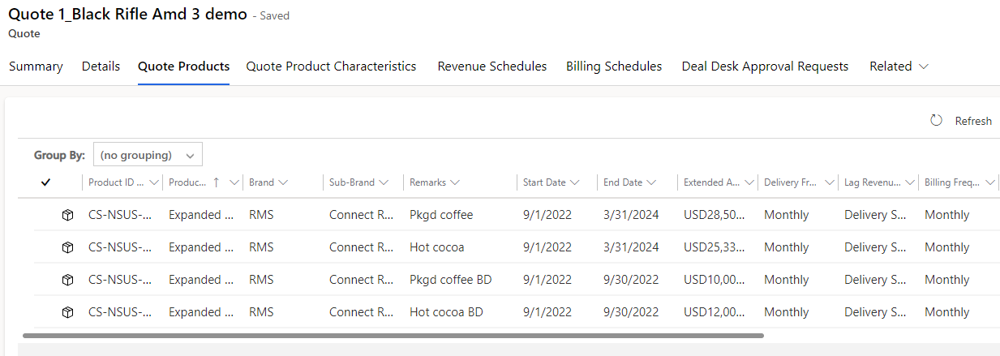 Quote 1_Black Rifle Amd 3 demo - Saved
Quote
Summary Details Quote Products Quote Product Characteristics Revenue Schedules Billing Schedules Deal Desk Approval Requests Related
Refresh
Group By: (no grouping)
Product ID ... Produc... Brand Sub-Brand Remarks Start Date End Date Extended A... Delivery Fr... Lag Revenu... Billing Freq...
CS-NSUS-... Expanded ... RMS Connect R... Pkgd coffee 9/1/2022 3/31/2024 USD28,50... Monthly Delivery S... Monthly
CS-NSUS-... Expanded ... RMS Connect R... Hot cocoa 9/1/2022 3/31/2024 USD25,33... Monthly Delivery S... Monthly
CS-NSUS-... Expanded ... RMS Connect R... Pkgd coffee BD 9/1/2022 9/30/2022 USD10,00... Monthly Delivery S... Monthly
CS-NSUS-... Expanded ... RMS Connect R... Hot cocoa BD 9/1/2022 9/30/2022 USD12,00... Monthly Delivery S... Monthly